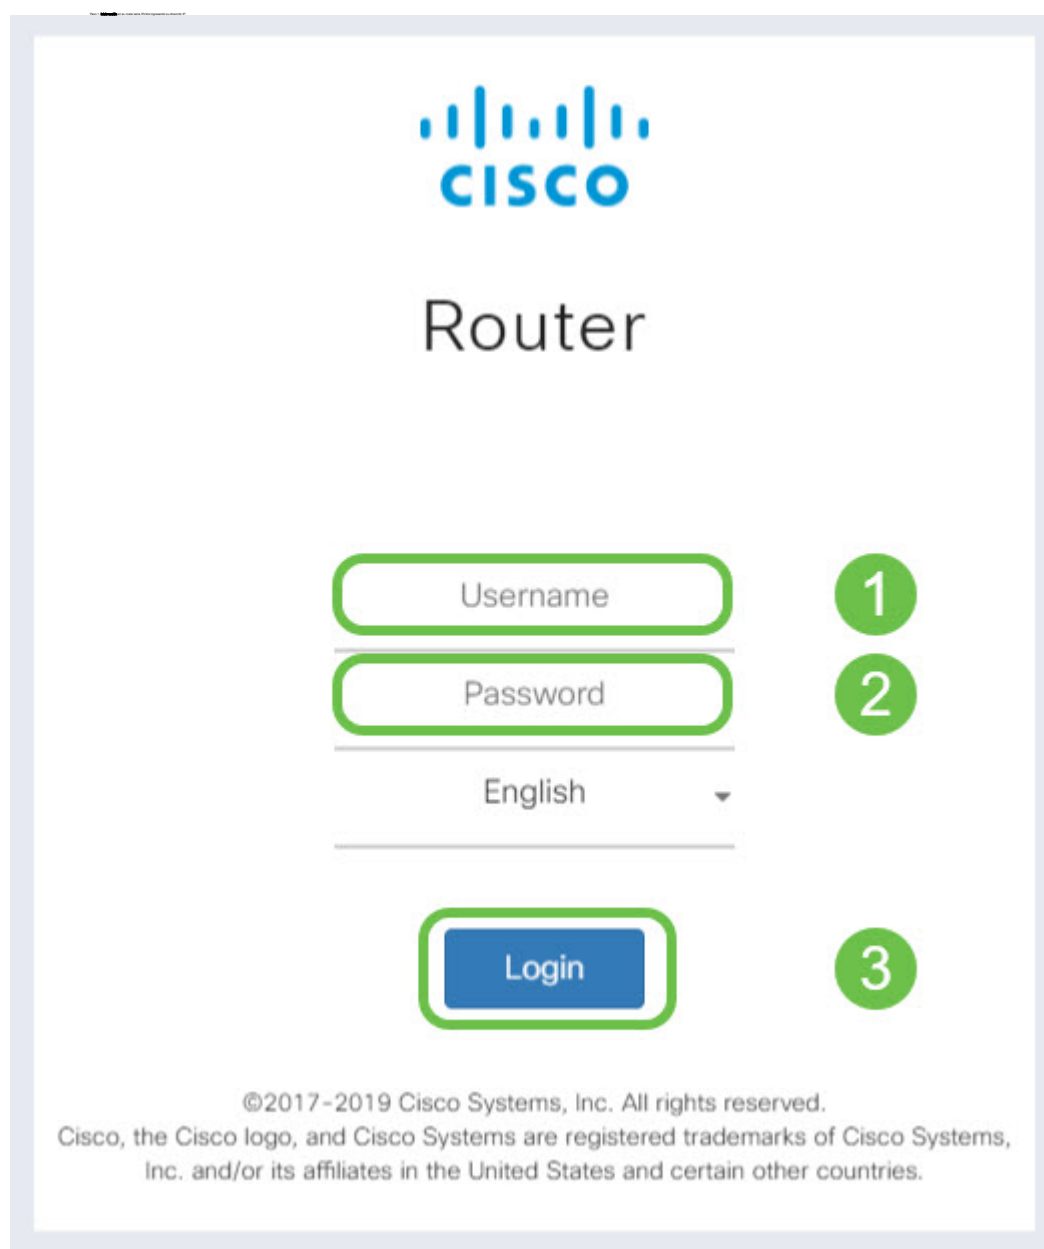 CISCO
Router
Username
1
Password
2
English
Login
3
©2017-2019 Cisco Systems, Inc. All rights reserved.
Cisco, the Cisco logo, and Cisco Systems are registered trademarks of Cisco Systems,
Inc. and/or its affiliates in the United States and certain other countries.